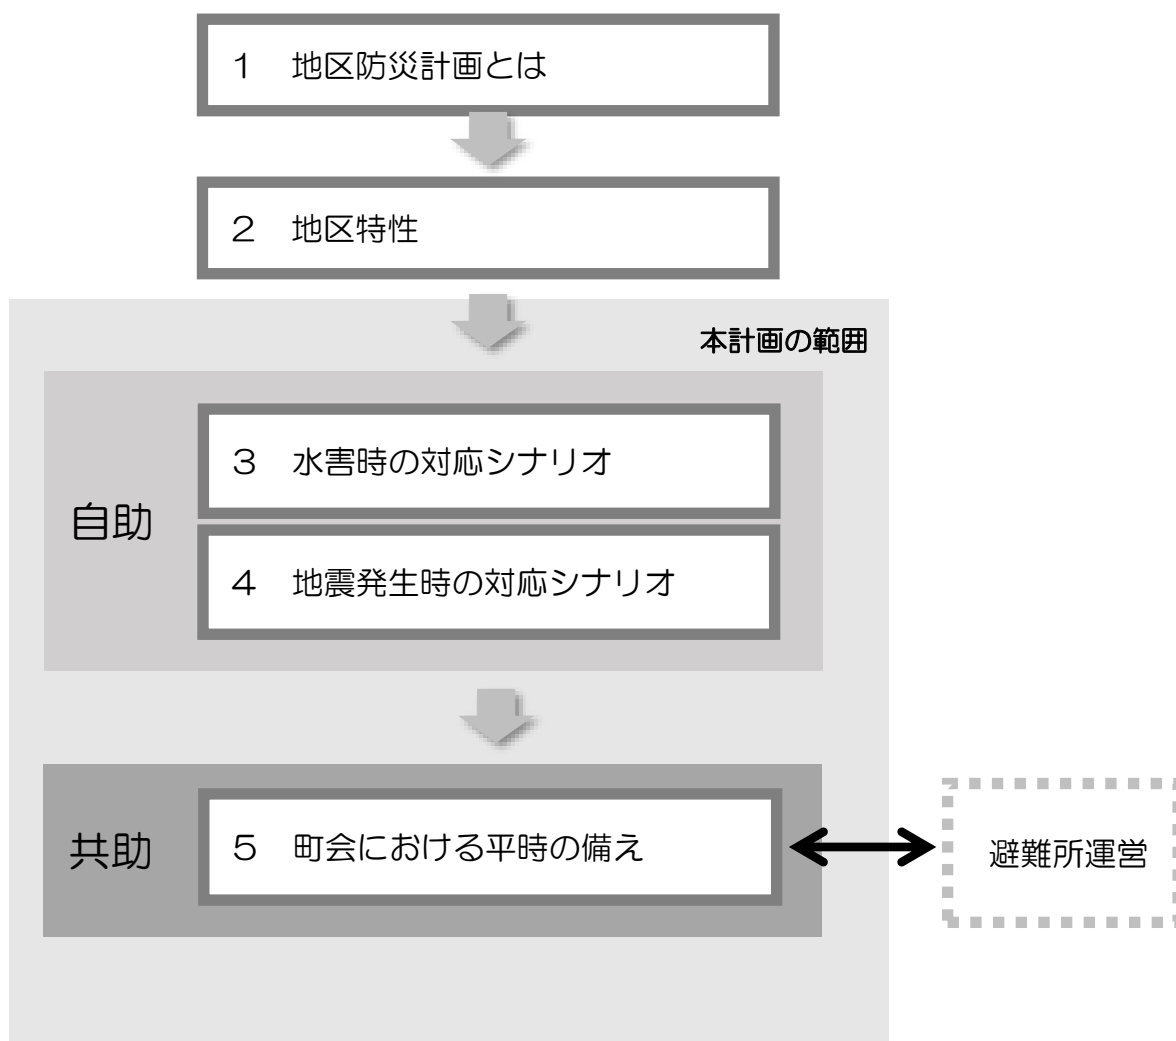 １　地区防災計画とは
２　地区特性
本計画の範囲
自助
３　水害時の対応シナリオ
４　地震発生時の対応シナリオ
共助
５　町会における平時の備え
避難所運営